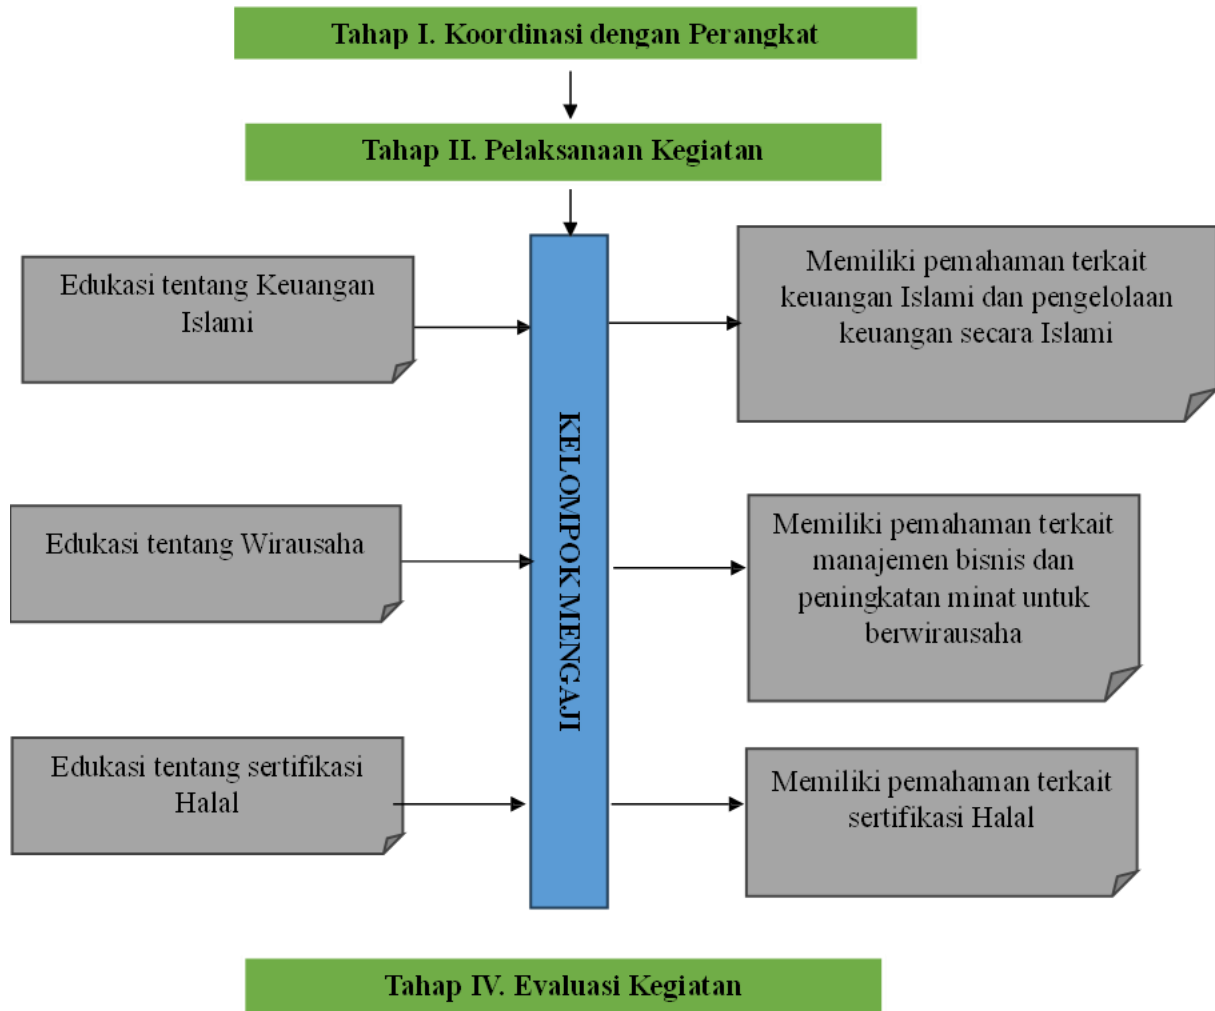 Tahap I. Koordinasi dengan Perangkat
Tahap II. Pelaksanaan Kegiatan
Edukasi tentang Keuangan
Islami
Memiliki pemahaman terkait
keuangan Islami dan pengelolaan
keuangan secara Islami
KELOMPOK MENGAJI
Edukasi tentang Wirausaha
Memiliki pemahaman terkait
manajemen bisnis dan
peningkatan minat untuk
berwirausaha
Edukasi tentang sertifikasi
Halal
Memiliki pemahaman terkait
sertifikasi Halal
Tahap IV. Evaluasi Kegiatan